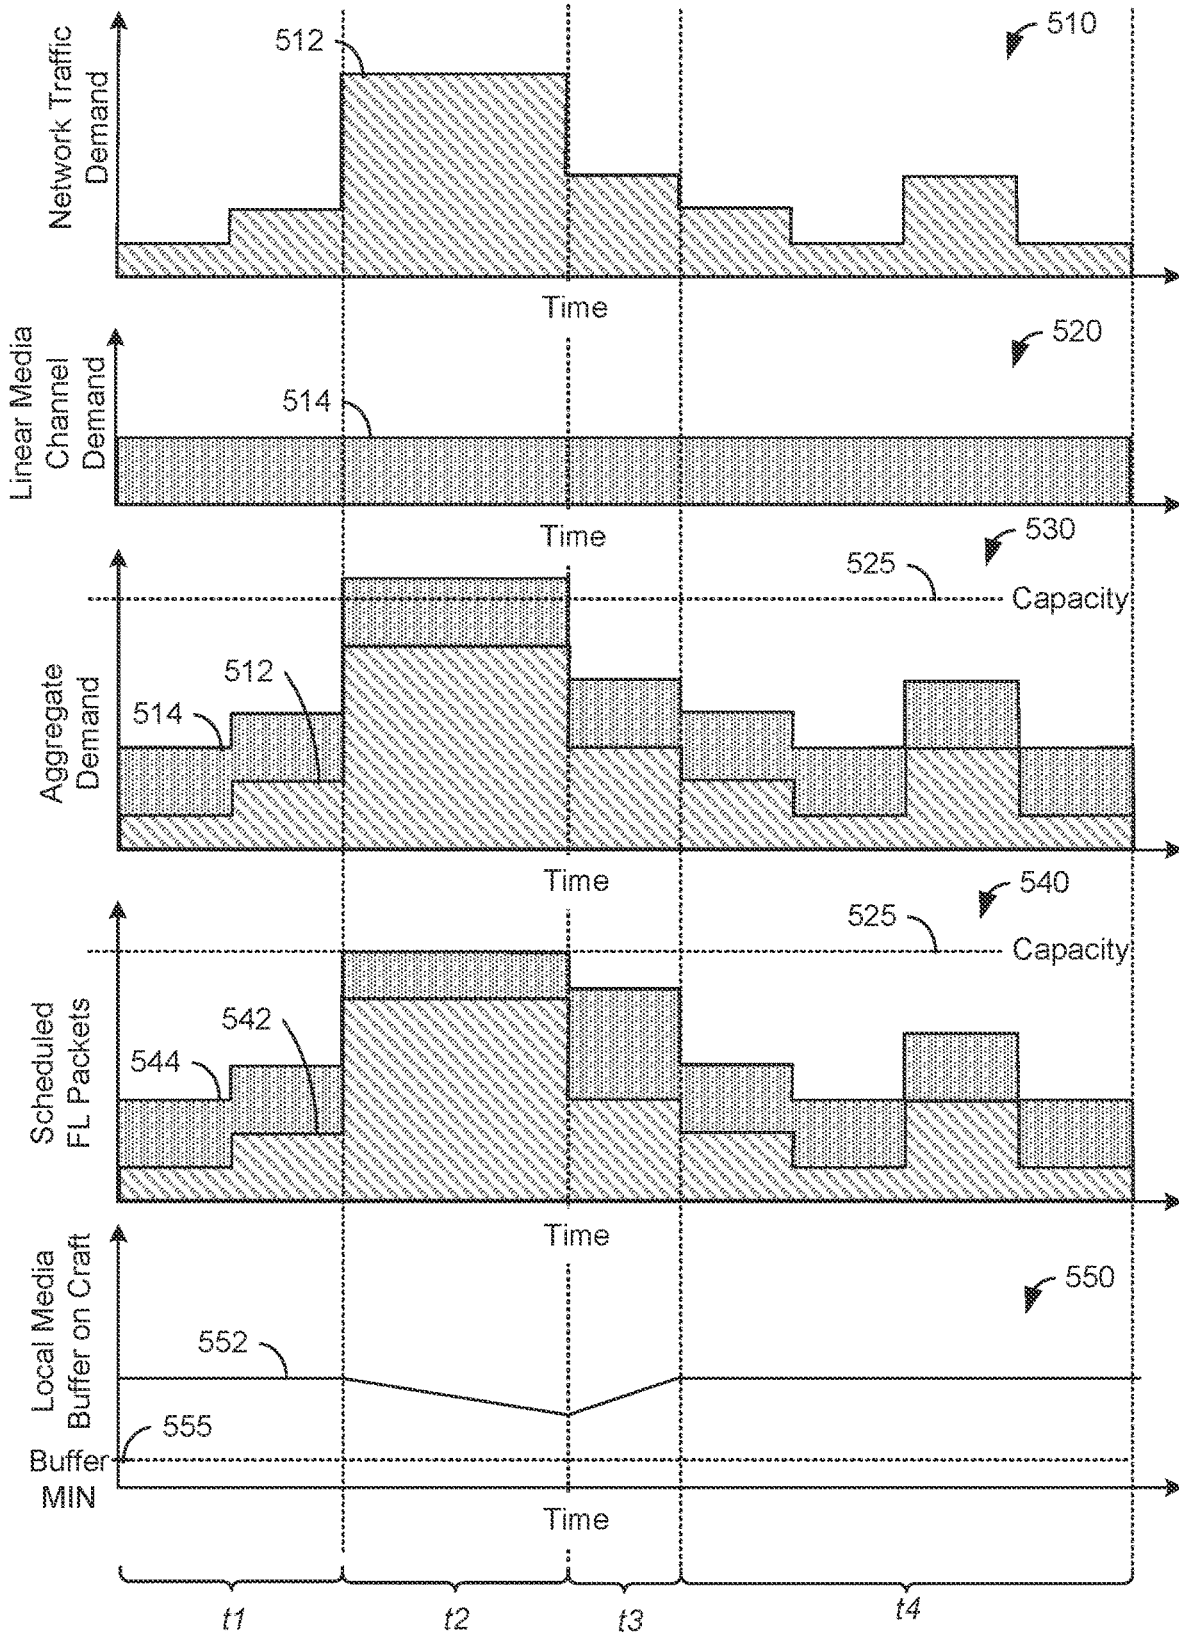 Network Traffic
Demand
512
510
Time
Linear Media
Channel
Demand
514
520
Time
Aggregate
Demand
530
525
Capacity
512
514
Time
Scheduled
FL Packets
540
525
Capacity
542
544
Time
Local Media
Buffer on Craft
550
552
555
Buffer
MIN
Time
t1
t2
t3
t4